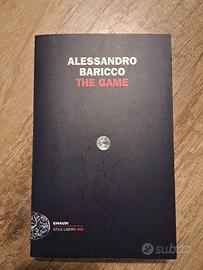 ALESSANDRO
BARICCO
THE GAME
EINAUDI
STILE LIBERO BIG
subito